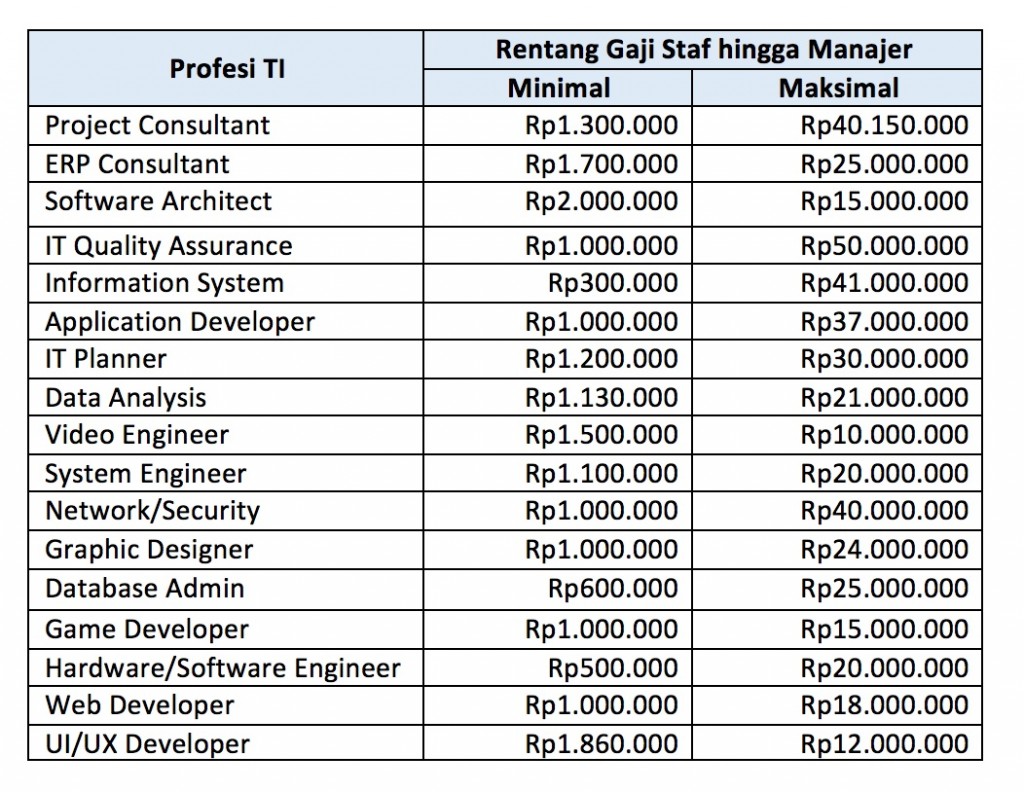 Profesi TI Rentang Gaji Staf hingga Manajer
Minimal Maksimal
Project Consultant Rp1.300.000 Rp40.150.000
ERP Consultant Rp1.700.000 Rp25.000.000
Software Architect Rp2.000.000 Rp15.000.000
IT Quality Assurance Rp1.000.000 Rp50.000.000
Information System Rp300.000 Rp41.000.000
Application Developer Rp1.000.000 Rp37.000.000
IT Planner Rp1.200.000 Rp30.000.000
Data Analysis Rp1.130.000 Rp21.000.000
Video Engineer Rp1.500.000 Rp10.000.000
System Engineer Rp1.100.000 Rp20.000.000
Network/Security Rp1.000.000 Rp40.000.000
Graphic Designer Rp1.000.000 Rp24.000.000
Database Admin Rp600.000 Rp25.000.000
Game Developer Rp1.000.000 Rp15.000.000
Hardware/Software Engineer Rp500.000 Rp20.000.000
Web Developer Rp1.000.000 Rp18.000.000
UI/UX Developer Rp1.860.000 Rp12.000.000